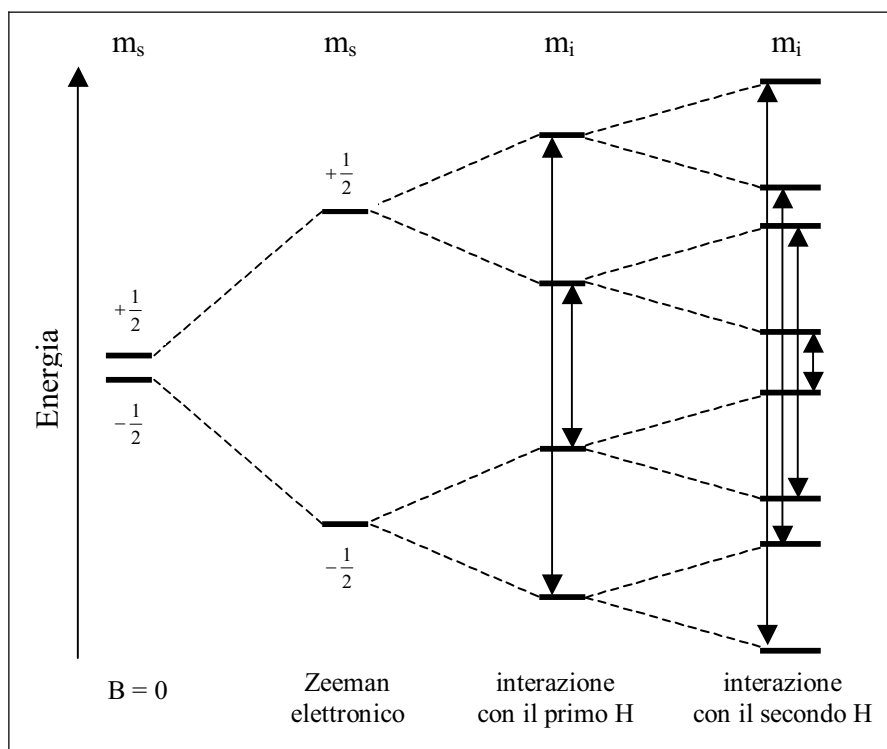 m_s m_s m_i m_i
Energia
+1/2
-1/2
+1/2
-1/2
B = 0
Zeeman
elettronico
interazione
con il primo H
interazione
con il secondo H